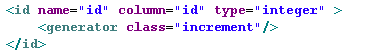 <id name="id" column="id" type="integer" >
    <generator class="increment"/>
</id>